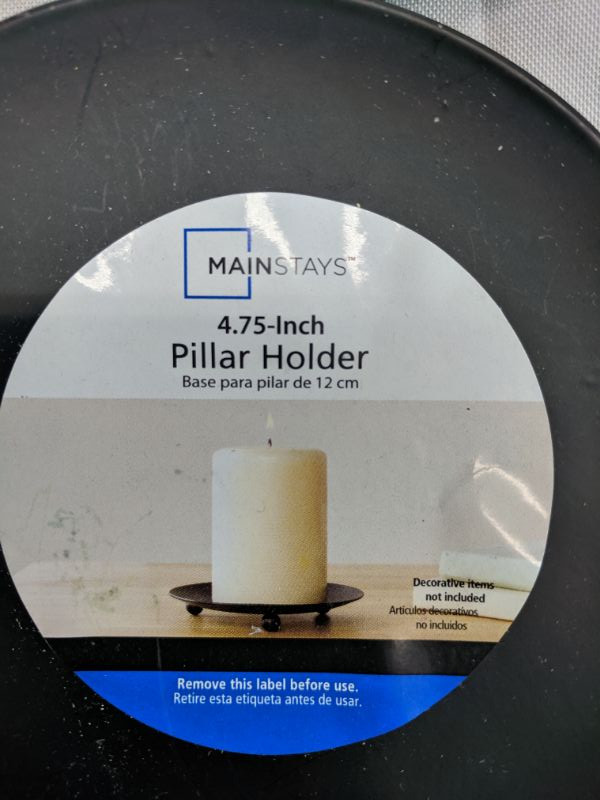 MAINSTAYS™
4.75-Inch
Pillar Holder
Base para pilar de 12 cm
Decorative items
not included
Artículos decorativos
no incluidos
Remove this label before use.
Retire esta etiqueta antes de usar.